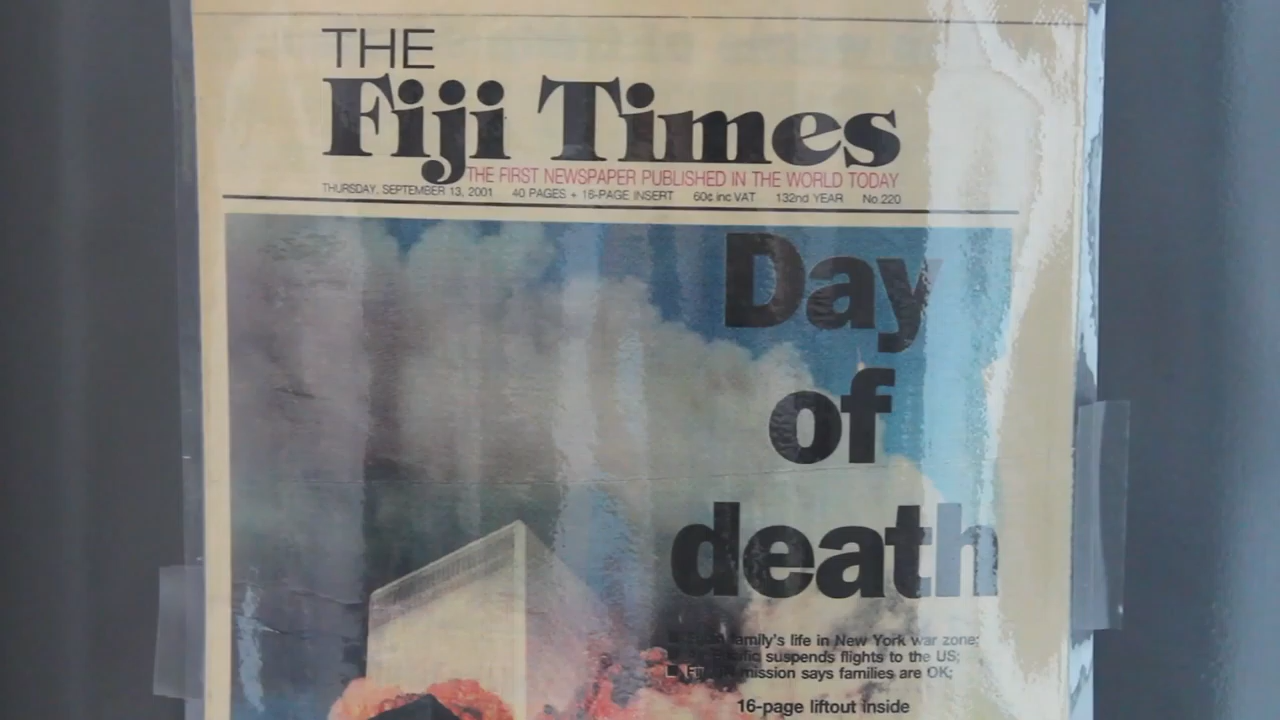 THE
Fiji Times
THE FIRST NEWSPAPER PUBLISHED IN THE WORLD TODAY
THURSDAY, SEPTEMBER 13, 2001 40 PAGES + 16-PAGE INSERT 60¢ inc VAT 132nd YEAR No.220
Day
of
death
family's life in New York war zone;
suspends flights to the US;
mission says families are OK;
16-page liftout inside